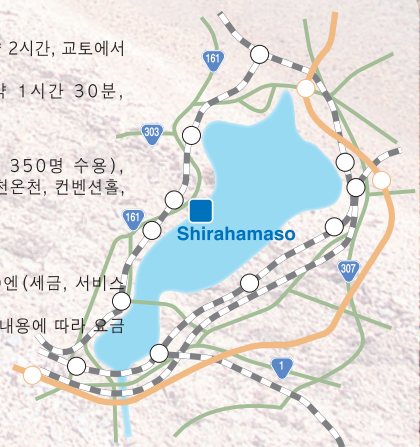 2시간, 교토에서
약 1시간 30분,
350명 수용),
천온천, 컨벤션홀,
엔(세금, 서비스
내용에 따라 요금
161
303
161
Shirahamaso
307
1